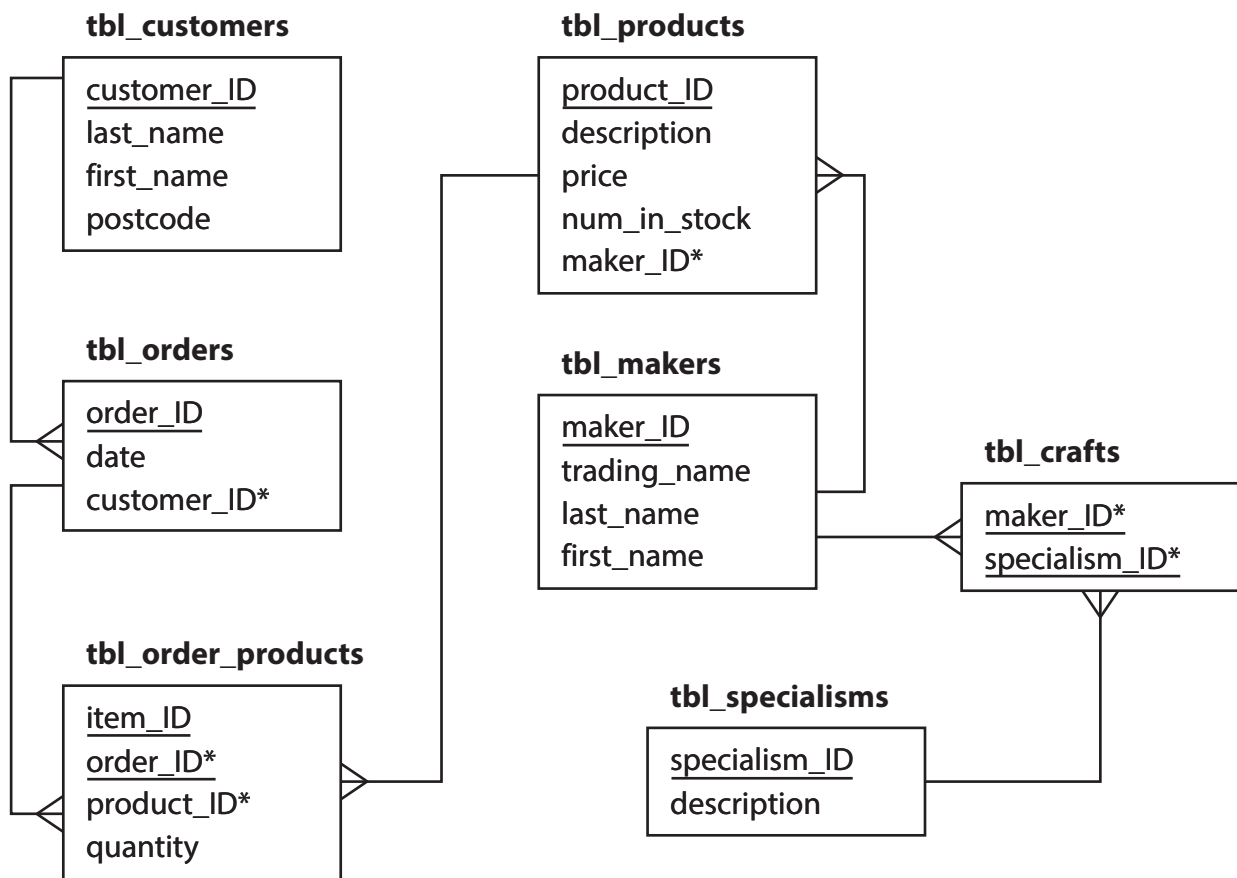 tbl_customers
customer_ID
last_name
first_name
postcode
tbl_orders
order_ID
date
customer_ID*
tbl_order_products
item_ID
order_ID*
product_ID*
quantity
tbl_products
product_ID
description
price
num_in_stock
maker_ID*
tbl_makers
maker_ID
trading_name
last_name
first_name
tbl_crafts
maker_ID*
specialism_ID*
tbl_specialisms
specialism_ID
description